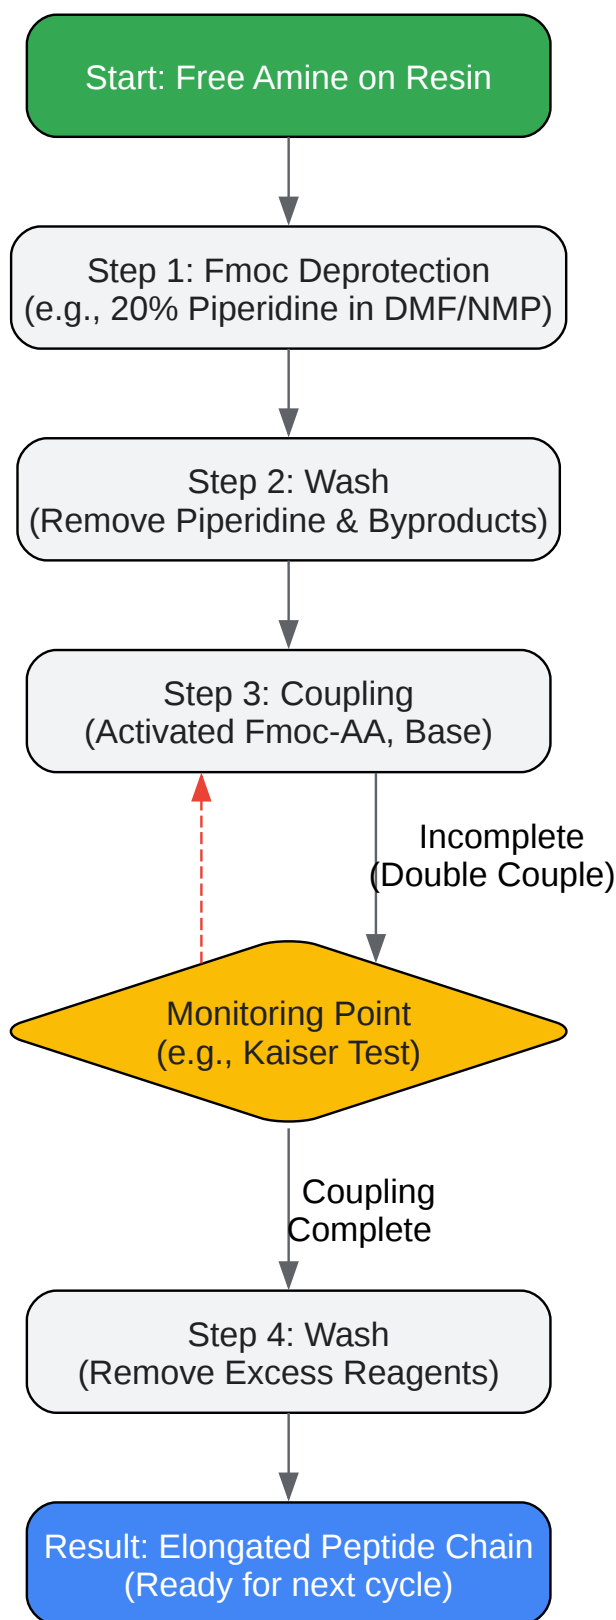 Start: Free Amine on Resin
Step 1: Fmoc Deprotection
(e.g., 20% Piperidine in DMF/NMP)
Step 2: Wash
(Remove Piperidine & Byproducts)
Step 3: Coupling
(Activated Fmoc-AA, Base)
Incomplete
(Double Couple)
Monitoring Point
(e.g., Kaiser Test)
Coupling
Complete
Step 4: Wash
(Remove Excess Reagents)
Result: Elongated Peptide Chain
(Ready for next cycle)